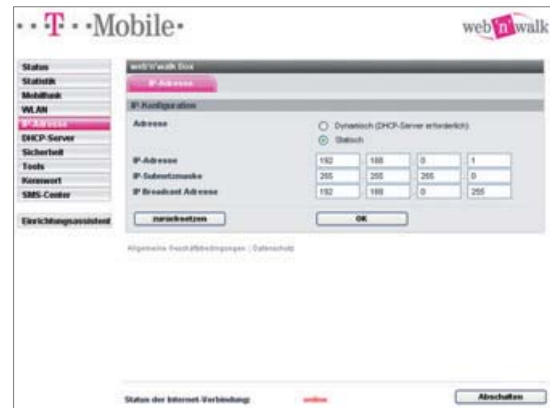 ··T··Mobile·
web'n'walk
Status
Statistik
Mobilfunk
WLAN
IP-Adresse
DHCP-Server
Sicherheit
Tools
Kennwort
SMS-Center
Einrichtungsassistent
web'n'walk Box
IP-Adresse
IP-Konfiguration
Adresse
Dynamisch (DHCP-Server erforderlich)
Statisch
IP-Adresse 192 . 168 . 0 . 1
IP-Subnetzmaske 255 . 255 . 255 . 0
IP Broadcast Adresse 192 . 168 . 0 . 255
zurücksetzen OK
Allgemeine Geschäftsbedingungen | Datenschutz
Status der Internet-Verbindung: online Abschalten